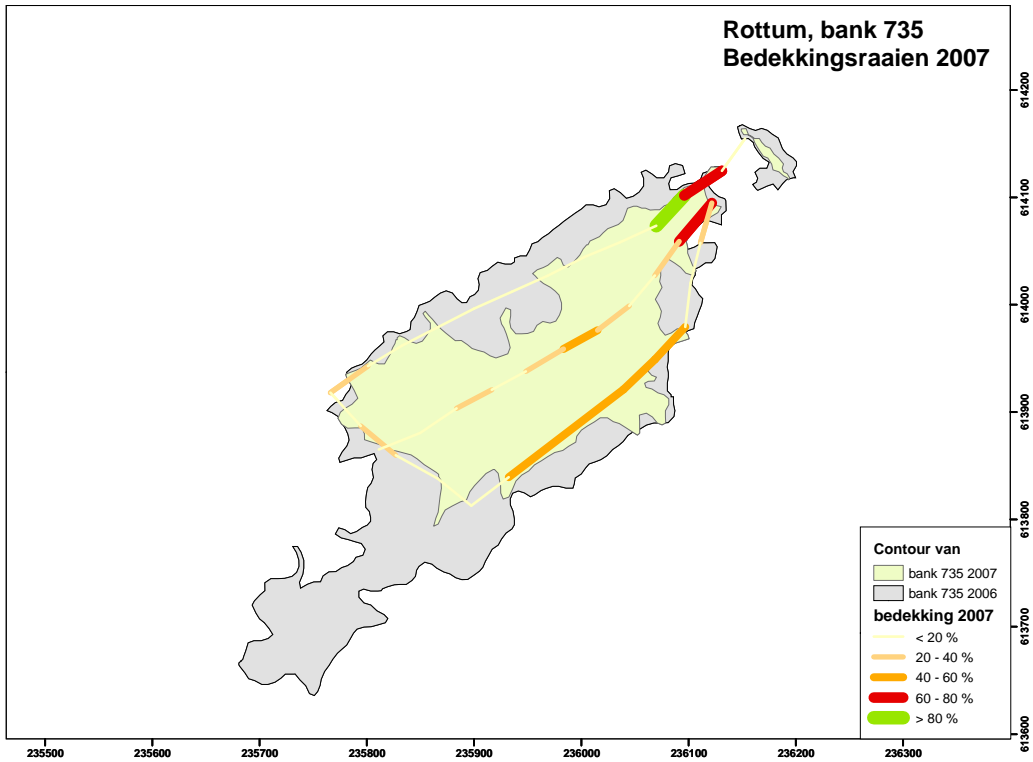 Rottum, bank 735
Bedekkingsraaien 2007
614200
614100
614000
613900
613800
613700
613600
Contour van
bank 735 2007
bank 735 2006
bedekking 2007
< 20 %
20 - 40 %
40 - 60 %
60 - 80 %
> 80 %
235500 235600 235700 235800 235900 236000 236100 236200 236300